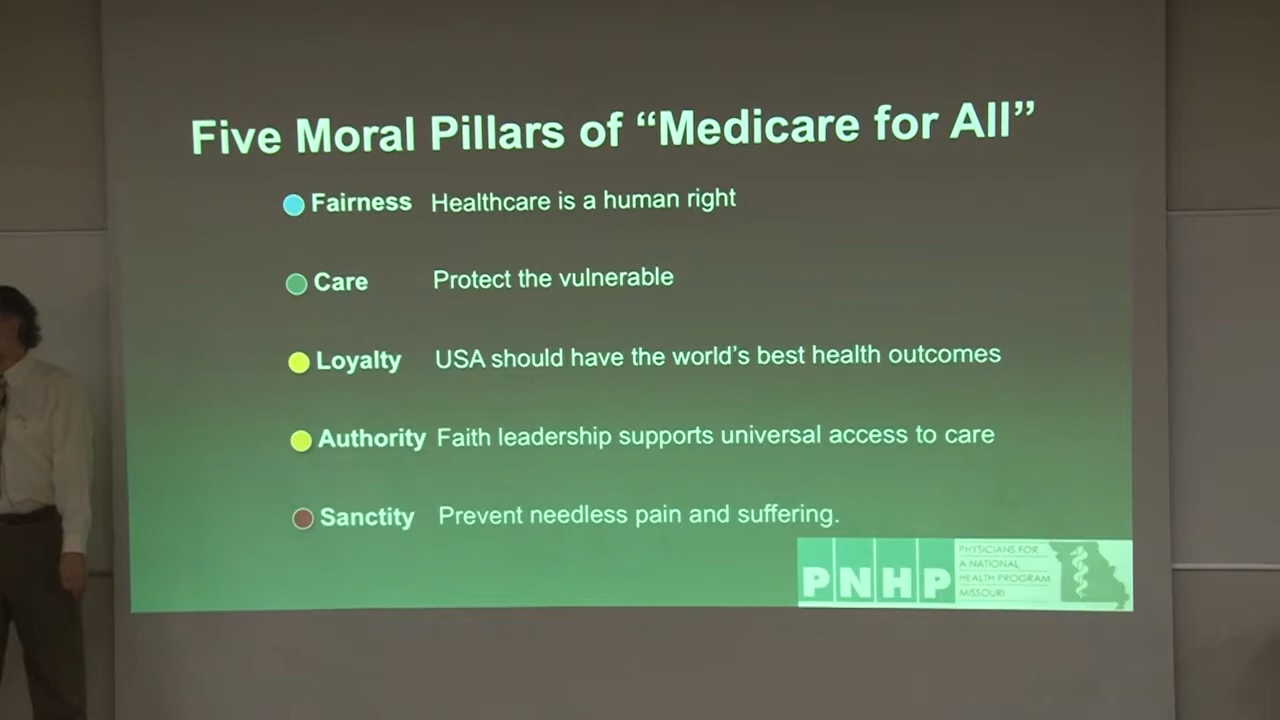 Five Moral Pillars of “Medicare for All”
Fairness Healthcare is a human right
Care Protect the vulnerable
Loyalty USA should have the world’s best health outcomes
Authority Faith leadership supports universal access to care
Sanctity Prevent needless pain and suffering.
PNHP
PHYSICIANS FOR
A NATIONAL
HEALTH PROGRAM
MISSOURI